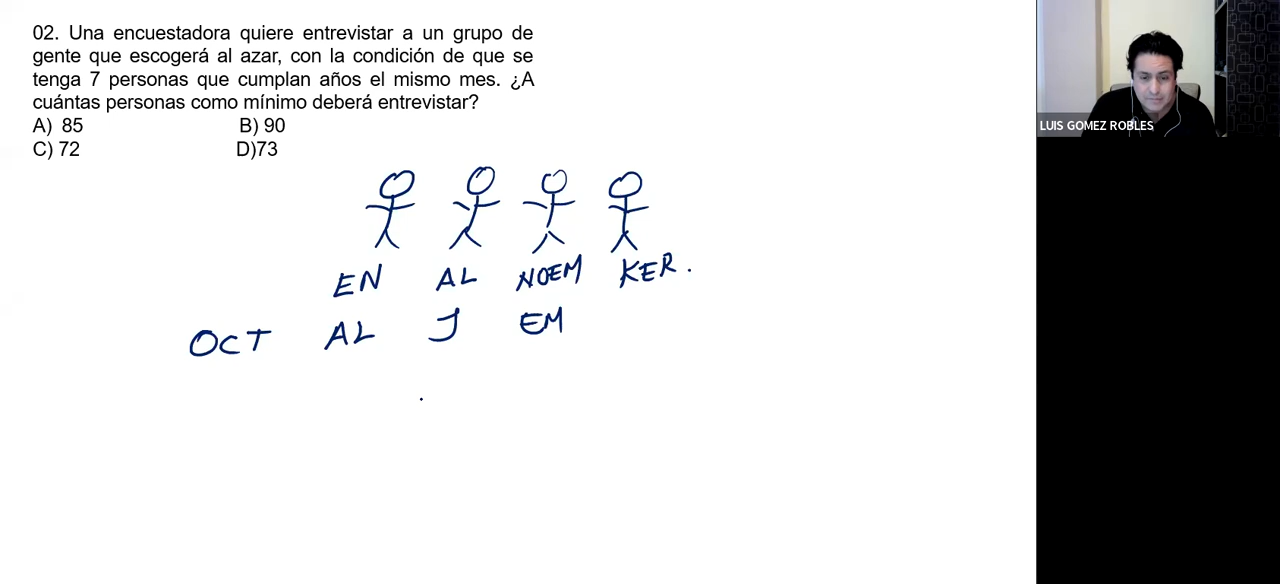 02. Una encuestadora quiere entrevistar a un grupo de
gente que escogerá al azar, con la condición de que se
tenga 7 personas que cumplan años el mismo mes. ¿A
cuántas personas como mínimo deberá entrevistar?
A) 85 B) 90
C) 72 D)73
EN AL NOEM KER.
OCT AL J EM
LUIS GOMEZ ROBLES